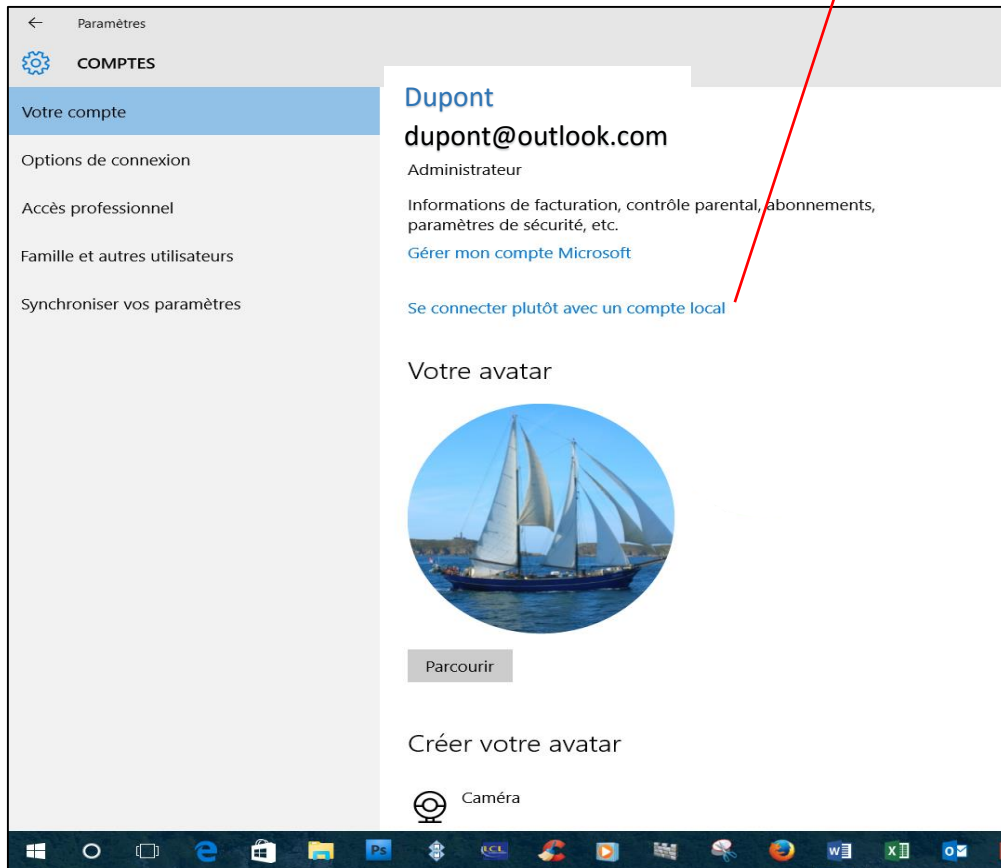 Paramètres
COMPTES
Votre compte
Options de connexion
Accès professionnel
Famille et autres utilisateurs
Synchroniser vos paramètres
Dupont
dupont@outlook.com
Administrateur
Informations de facturation, contrôle parental, abonnements,
paramètres de sécurité, etc.
Gérer mon compte Microsoft
Se connecter plutôt avec un compte local
Votre avatar
Parcourir
Créer votre avatar
Caméra
Ps
LCL